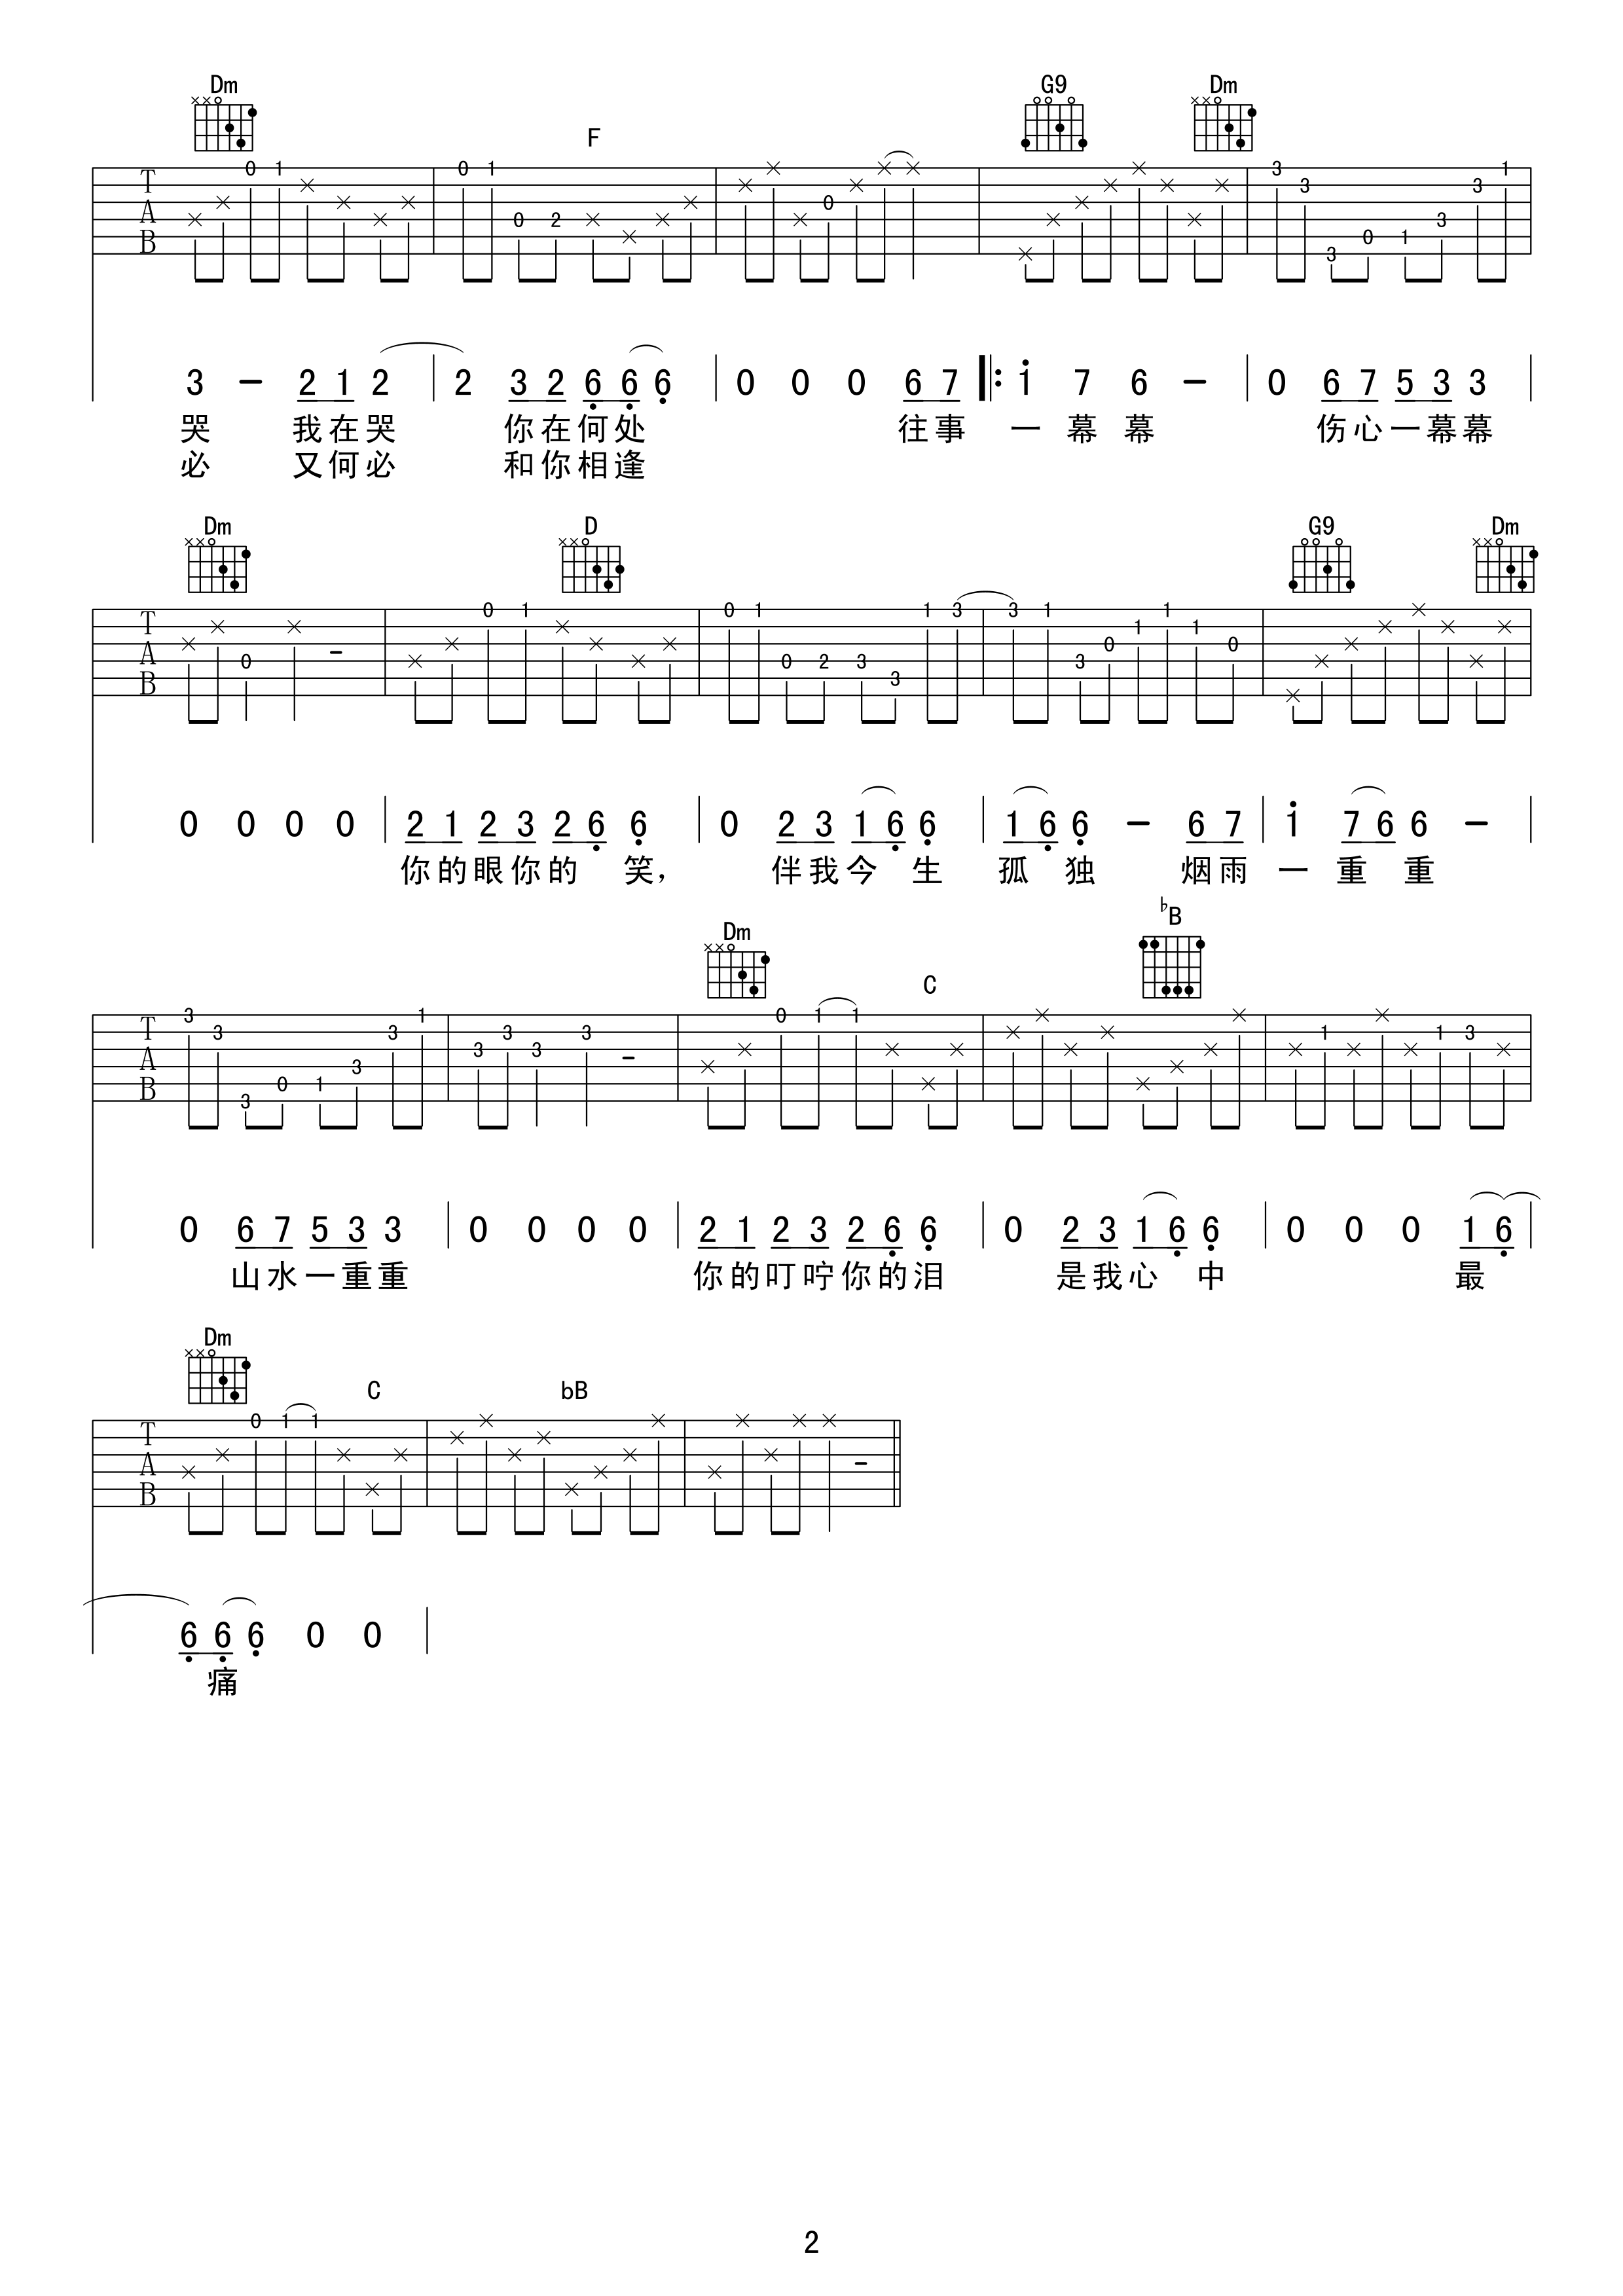 Dm F G9 Dm
T 0 1 0 1 3 3 3 1
A 0 2 0 3
B 3 0 1
3 - 2 1 2 | 2 3 2 6 6 6 | 0 0 0 6 7 |: 1 7 6 - | 0 6 7 5 3 3 |
哭 我在哭 你在何处 往事 一 幕 幕 伤心一幕幕
必 又何必 和你相逢
Dm D G9 Dm
T 0 1 0 1 1 3 3 1 1 1 1
A 0 0 2 3 3 0 0
B 3
0 0 0 0 | 2 1 2 3 2 6 6 | 0 2 3 1 6 6 | 1 6 6 - 6 7 | 1 7 6 6 - |
你的眼你的 笑, 伴我今 生 孤 独 烟雨 一 重 重
Dm C ♭B
T 3 3 3 1 3 3 0 1 1 1 1 3
A 3 3 3
B 3 0 1
0 6 7 5 3 3 | 0 0 0 0 | 2 1 2 3 2 6 6 | 0 2 3 1 6 6 | 0 0 0 1 6 |
山水一重重 你的叮咛你的泪 是我心 中 最
Dm C bB
T 0 1 1
A
B
6 6 6 0 0 |
痛
2